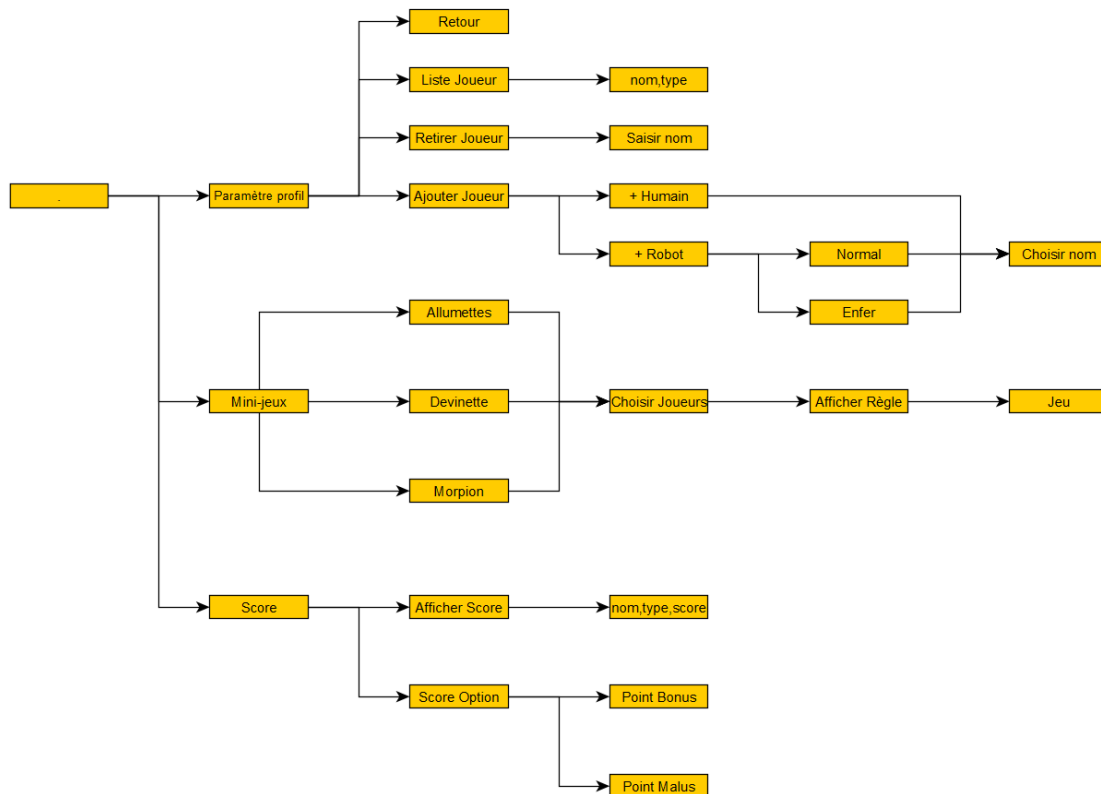 Retour
Liste Joueur
nom,type
Retirer Joueur
Saisir nom
.
Paramètre profil
Ajouter Joueur
+ Humain
+ Robot
Normal
Choisir nom
Allumettes
Enfer
Mini-jeux
Devinette
Choisir Joueurs
Afficher Règle
Jeu
Morpion
Score
Afficher Score
nom,type,score
Score Option
Point Bonus
Point Malus